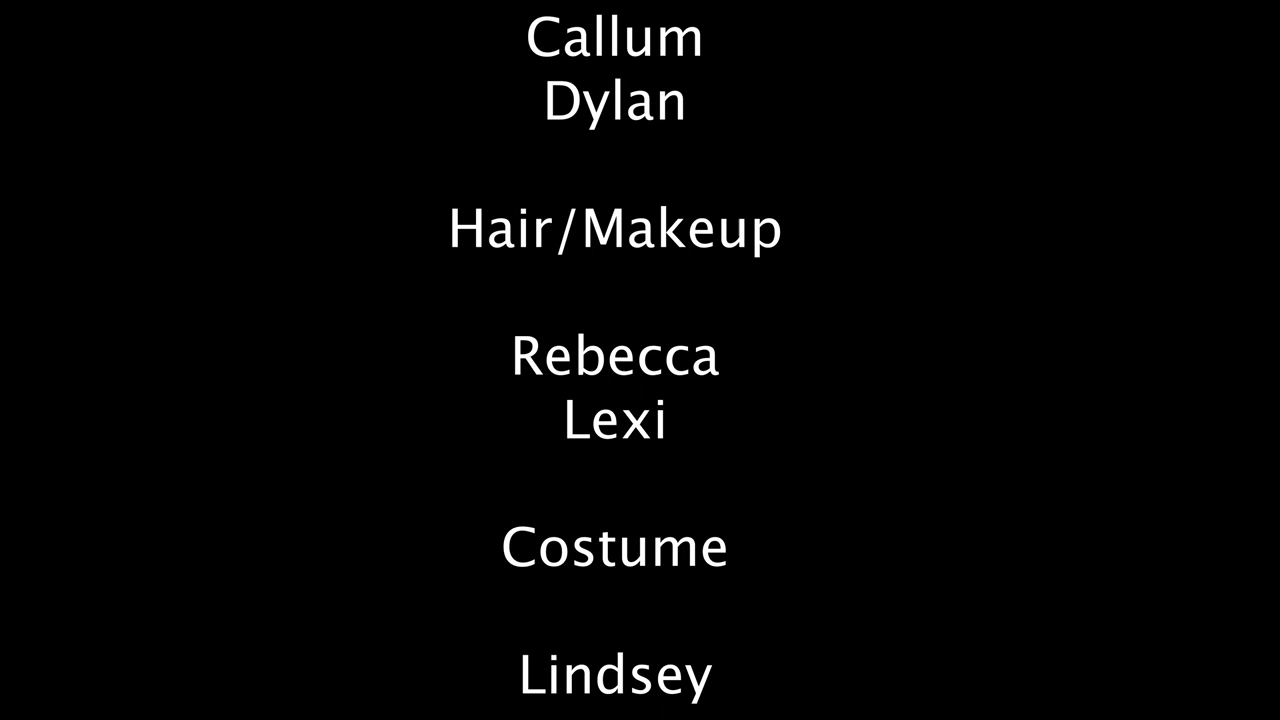 Callum
Dylan
Hair/Makeup
Rebecca
Lexi
Costume
Lindsey